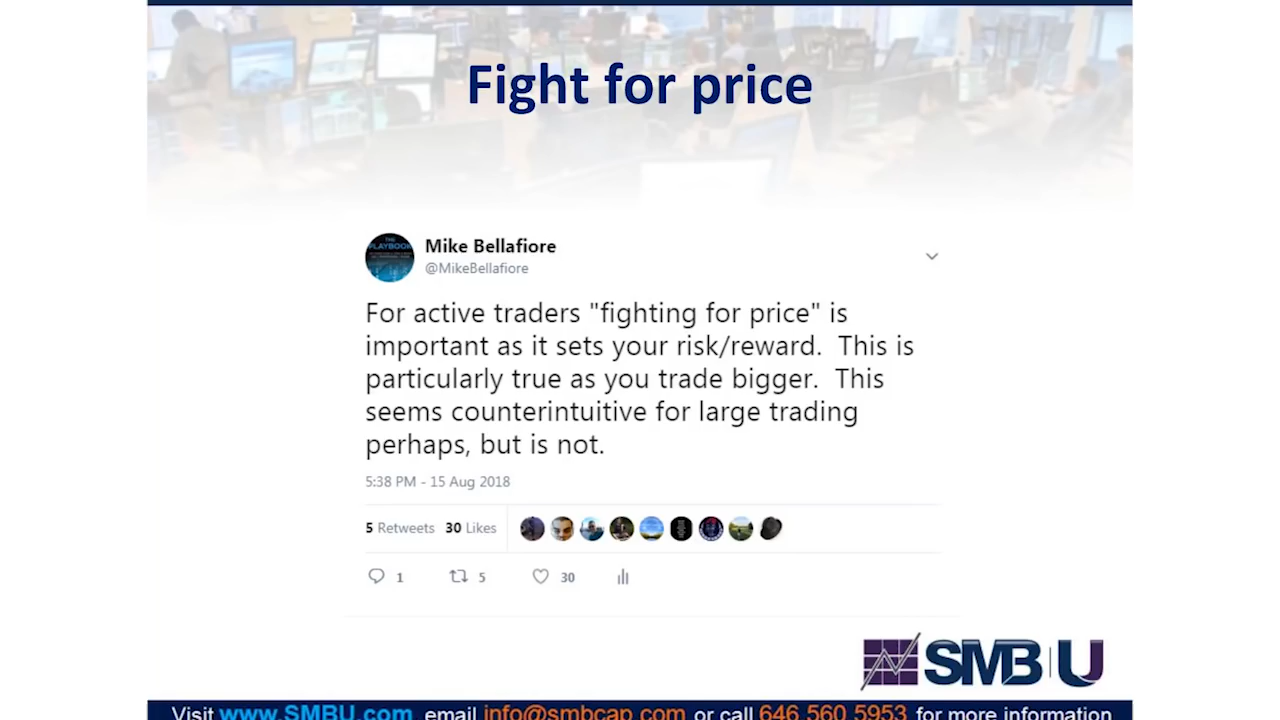 Fight for price
THE
PLAYBOOK
Mike Bellafiore
@MikeBellafiore
For active traders "fighting for price" is
important as it sets your risk/reward.  This is
particularly true as you trade bigger.  This
seems counterintuitive for large trading
perhaps, but is not.
5:38 PM - 15 Aug 2018
5 Retweets 30 Likes
1 5 30
SMB U
Visit www.SMBU.com email info@smbcap.com or call 646.560.5953 for more information